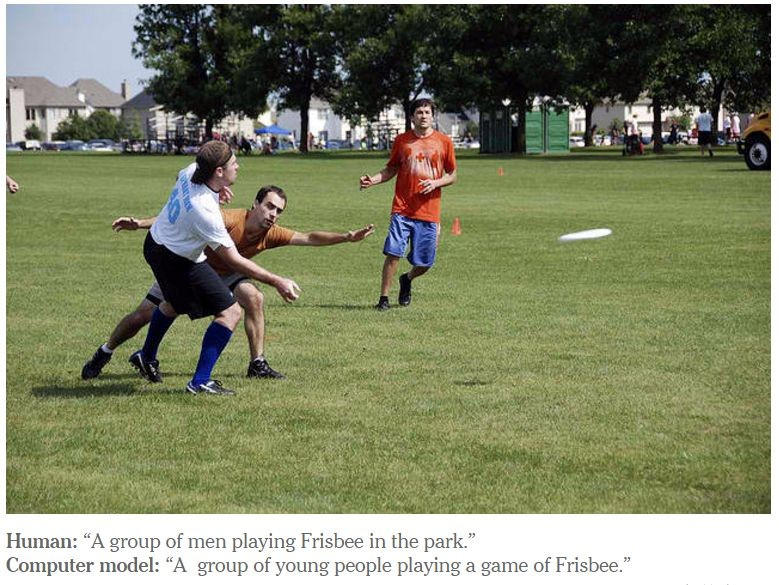 Human: “A group of men playing Frisbee in the park.”
Computer model: “A  group of young people playing a game of Frisbee.”